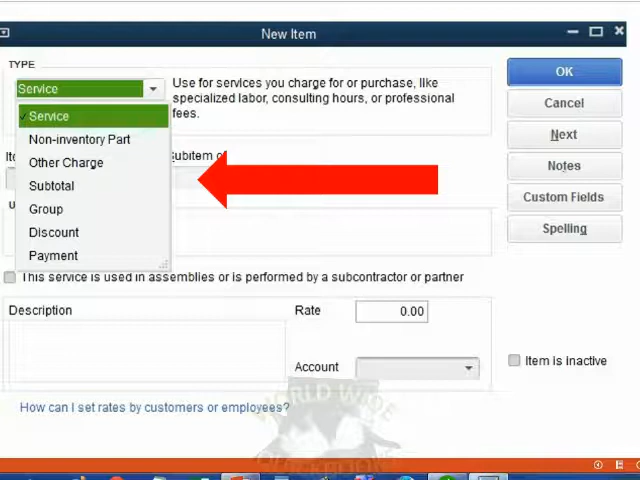 New Item
TYPE
Service
Use for services you charge for or purchase, like
specialized labor, consulting hours, or professional
fees.
Service
Non-inventory Part
Other Charge
Subtotal
Group
Discount
Payment
Subitem of
OK
Cancel
Next
Notes
Custom Fields
Spelling
This service is used in assemblies or is performed by a subcontractor or partner
Description
Rate
0.00
Account
Item is inactive
How can I set rates by customers or employees?
WORLD WIDE